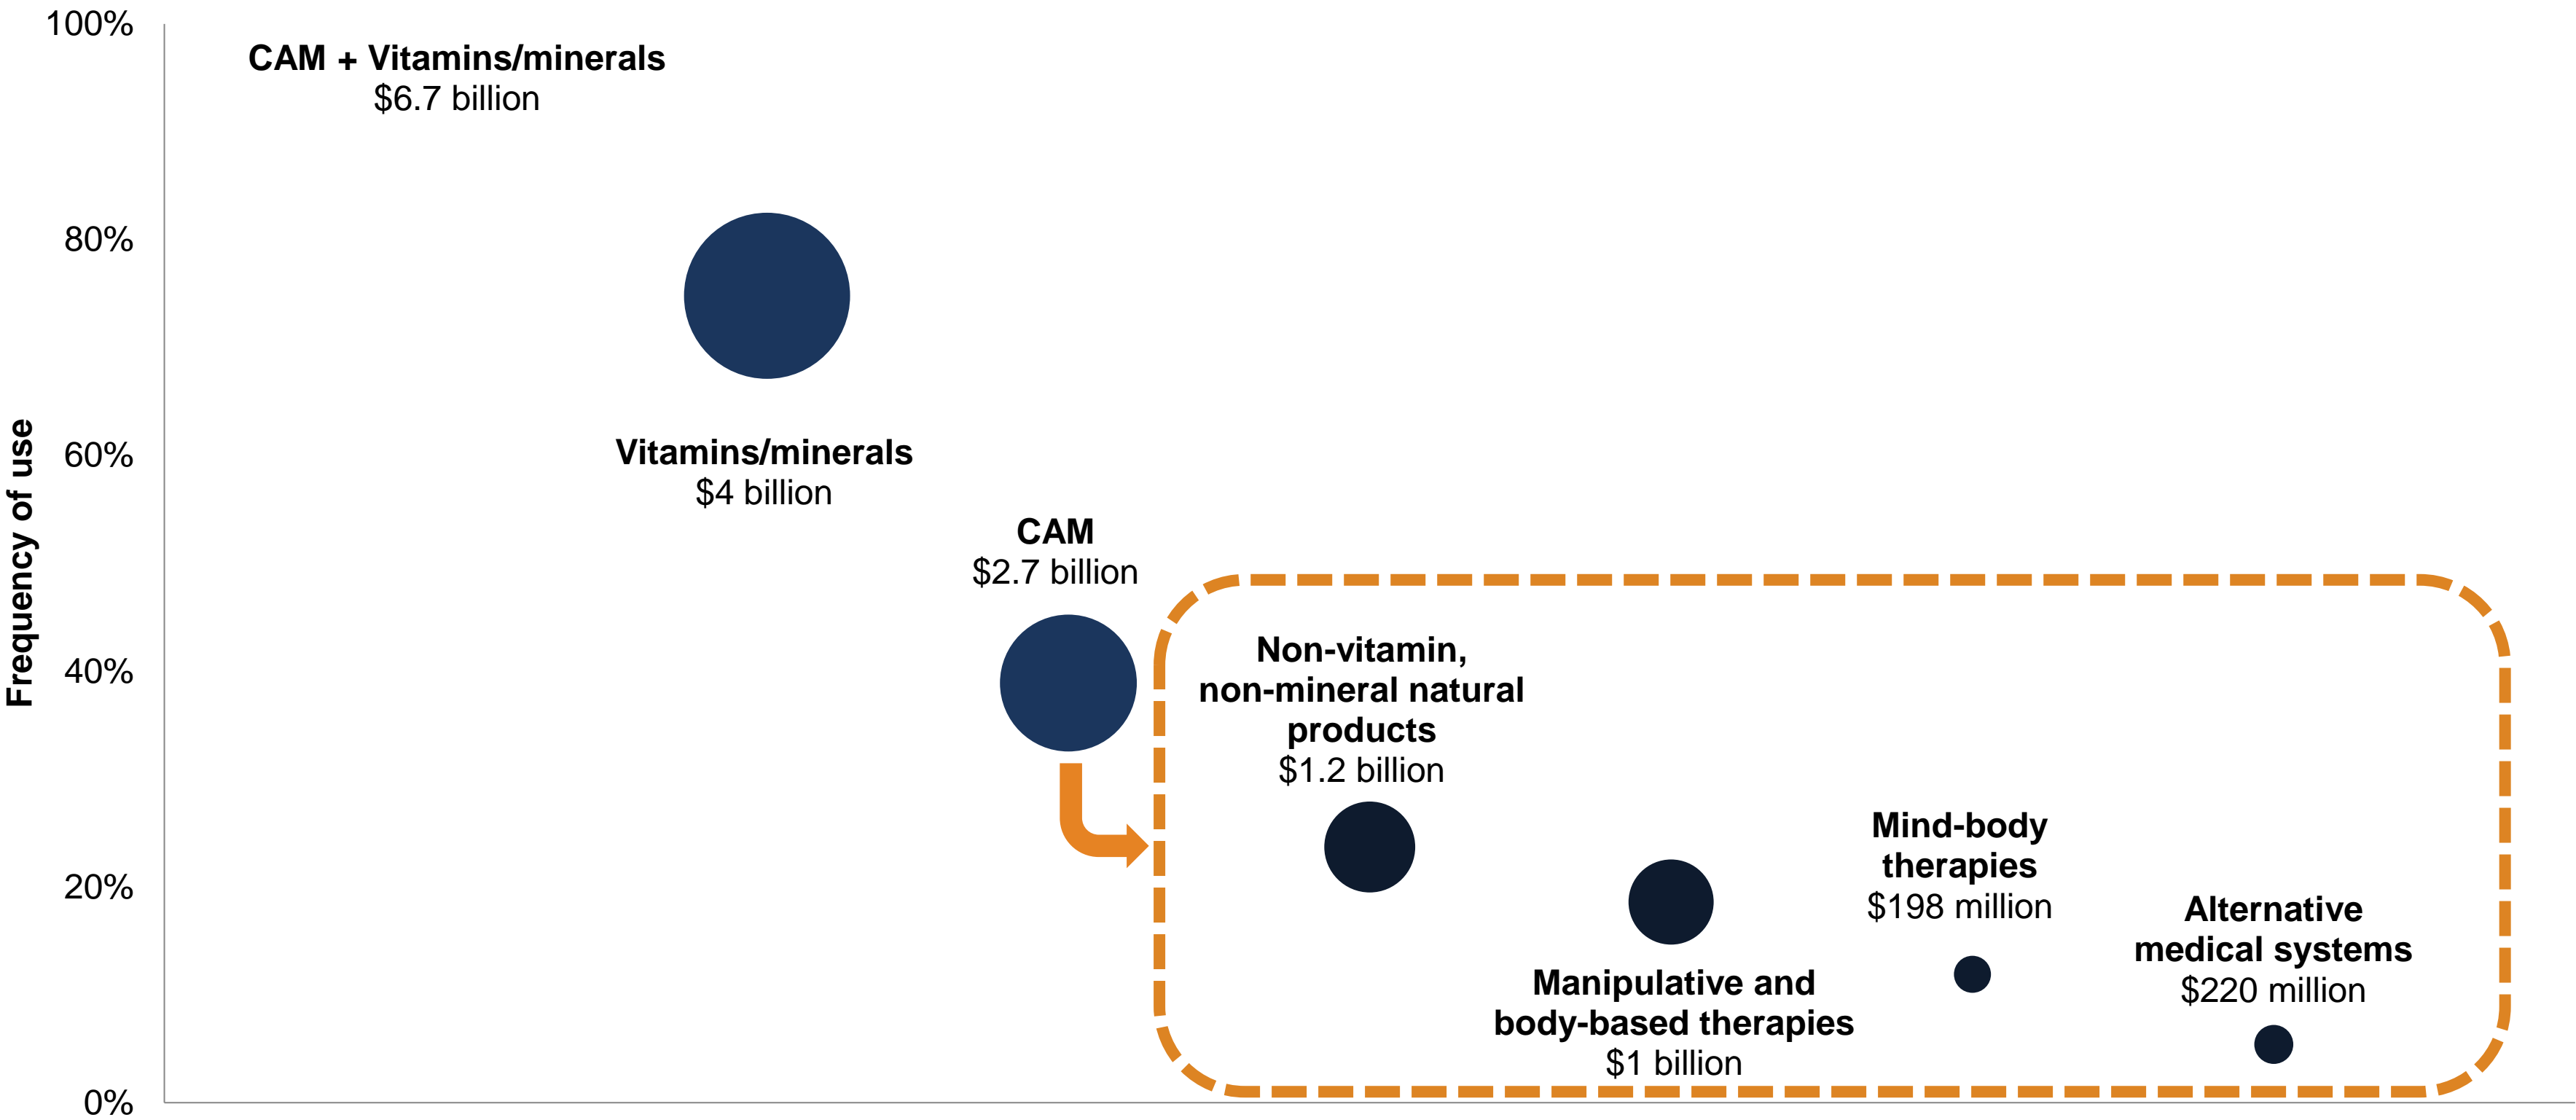 100%
80%
60%
40%
20%
0%
Frequency of use
CAM + Vitamins/minerals
$6.7 billion
Vitamins/minerals
$4 billion
CAM
$2.7 billion
Non-vitamin,
non-mineral natural
products
$1.2 billion
Manipulative and
body-based therapies
$1 billion
Mind-body
therapies
$198 million
Alternative
medical systems
$220 million